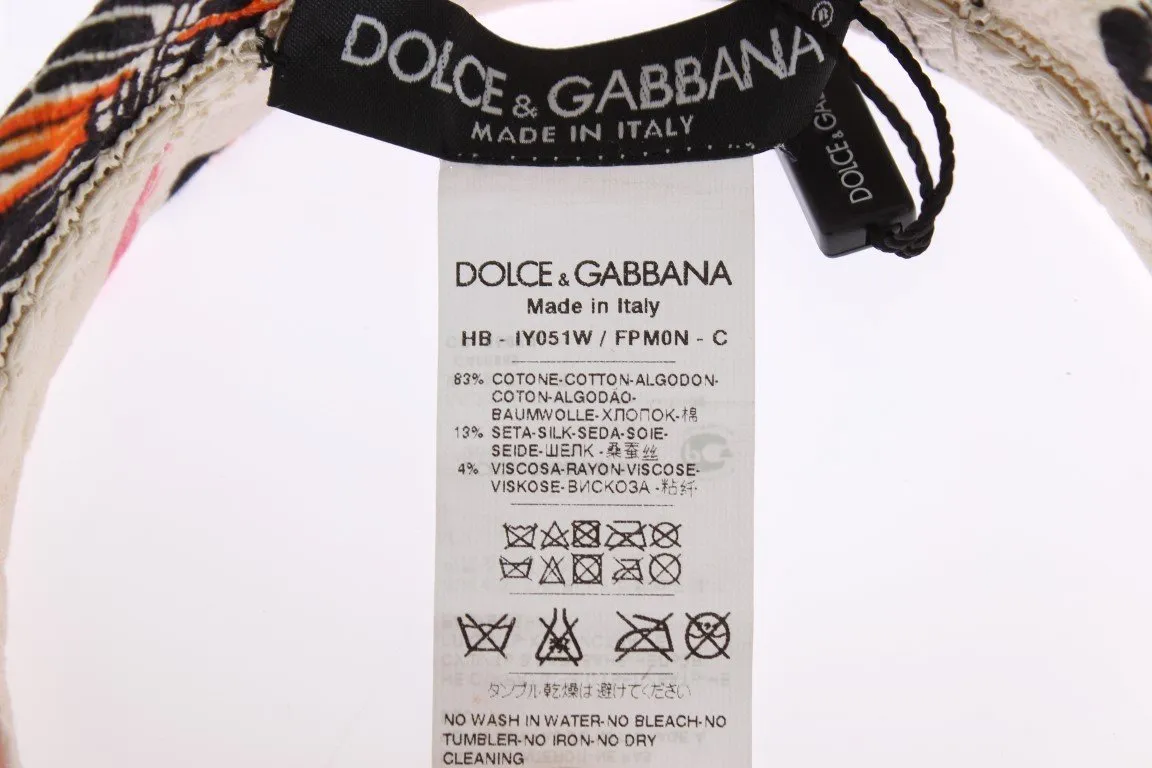 DOLCE & GABBANA®
MADE IN ITALY
DOLCE & GA
DOLCE & GABBANA
Made in Italy
HB - IY051W / FPM0N - C
83% COTONE-COTTON-ALGODON-
COTON-ALGODÃO-
BAUMWOLLE-ХЛОПОК-棉
13% SETA-SILK-SEDA-SOIE-
SEIDE-ШЕЛК -桑蚕丝
4% VISCOSA-RAYON-VISCOSE-
VISKOSE-ВИСКОЗА -粘纤-
タンブル乾燥は避けてください
NO WASH IN WATER-NO BLEACH-NO
TUMBLER-NO IRON-NO DRY
CLEANING